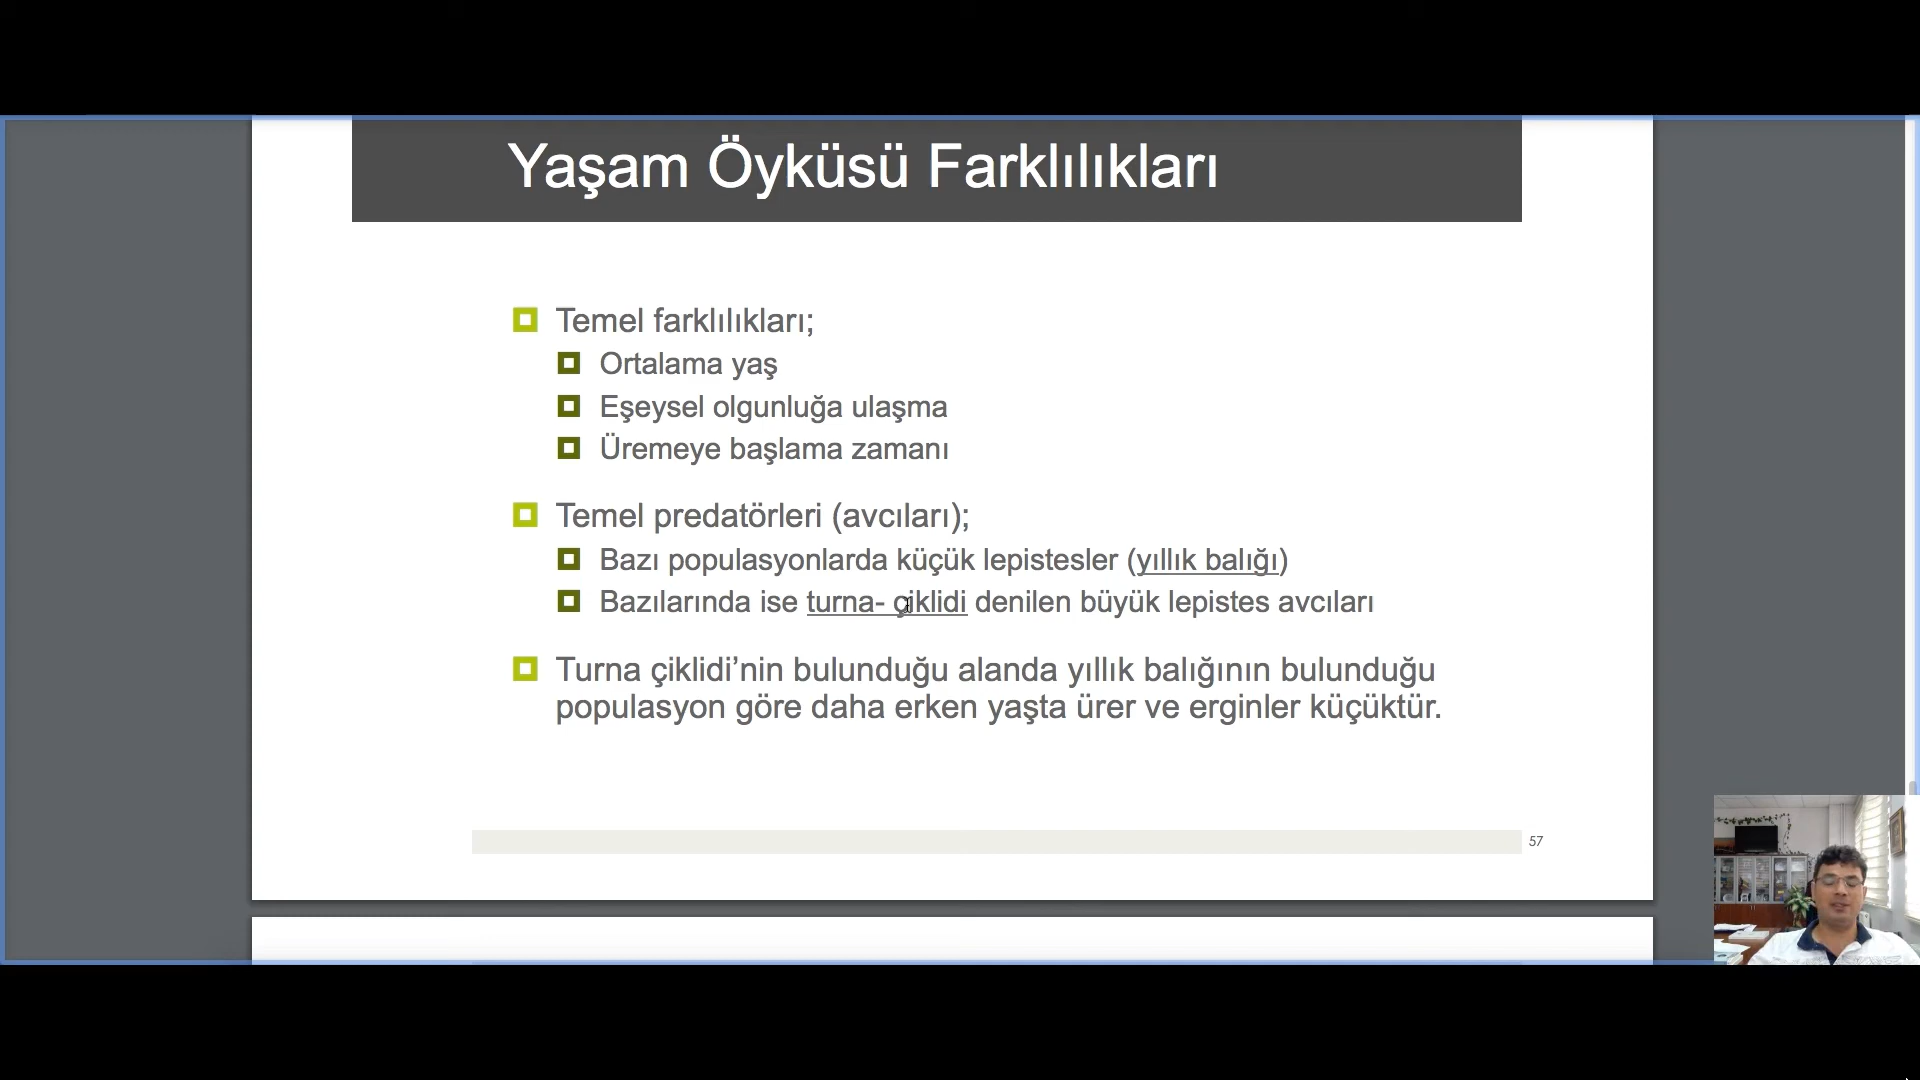 Yaşam Öyküsü Farklılıkları
Temel farklılıkları;
Ortalama yaş
Eşeysel olgunluğa ulaşma
Üremeye başlama zamanı
Temel predatörleri (avcıları);
Bazı populasyonlarda küçük lepistesler (yıllık balığı)
Bazılarında ise turna- çiklidi denilen büyük lepistes avcıları
Turna çiklidi’nin bulunduğu alanda yıllık balığının bulunduğu
populasyon göre daha erken yaşta ürer ve erginler küçüktür.
57